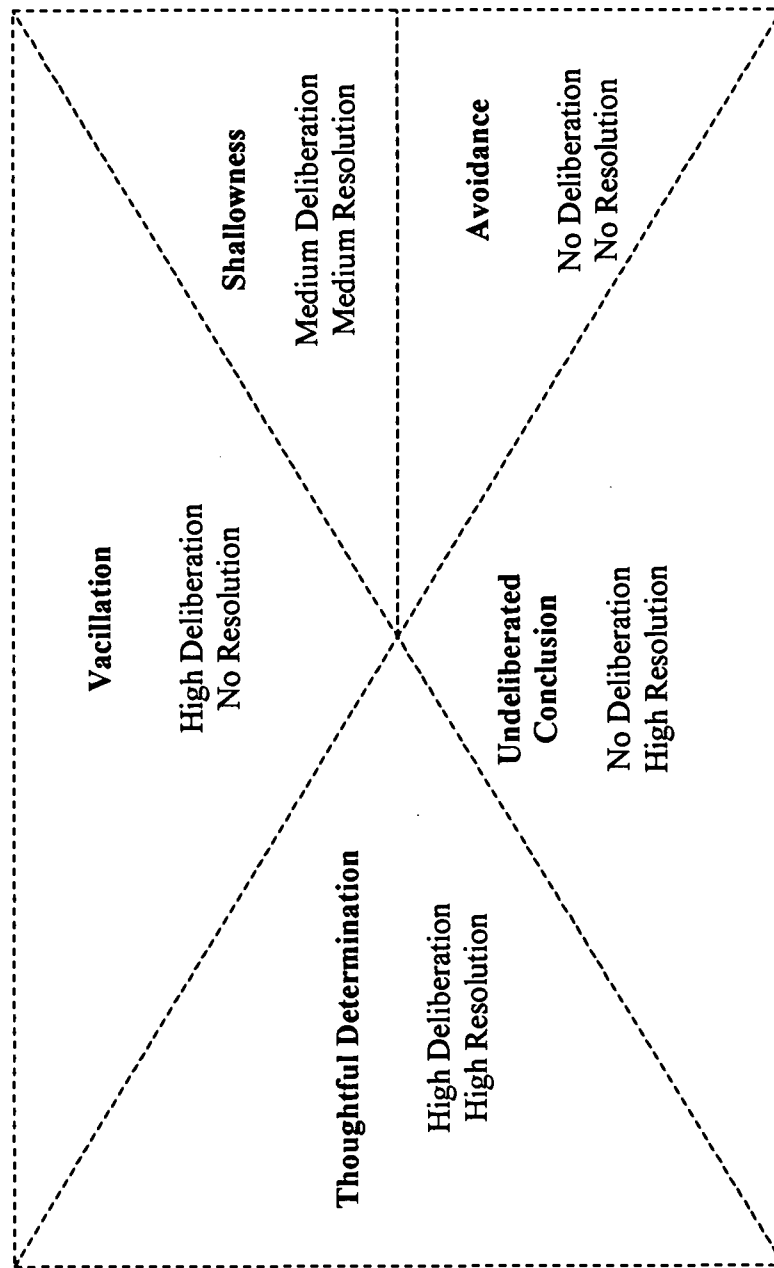 Vacillation
High Deliberation
No Resolution
Shallowness
Medium Deliberation
Medium Resolution
Thoughtful Determination
High Deliberation
High Resolution
Avoidance
No Deliberation
No Resolution
Undeliberated
Conclusion
No Deliberation
High Resolution